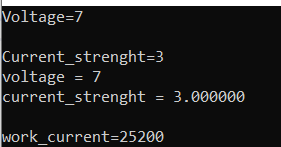 Voltage=7
Current_strenght=3
voltage = 7
current_strenght = 3.000000
work_current=25200